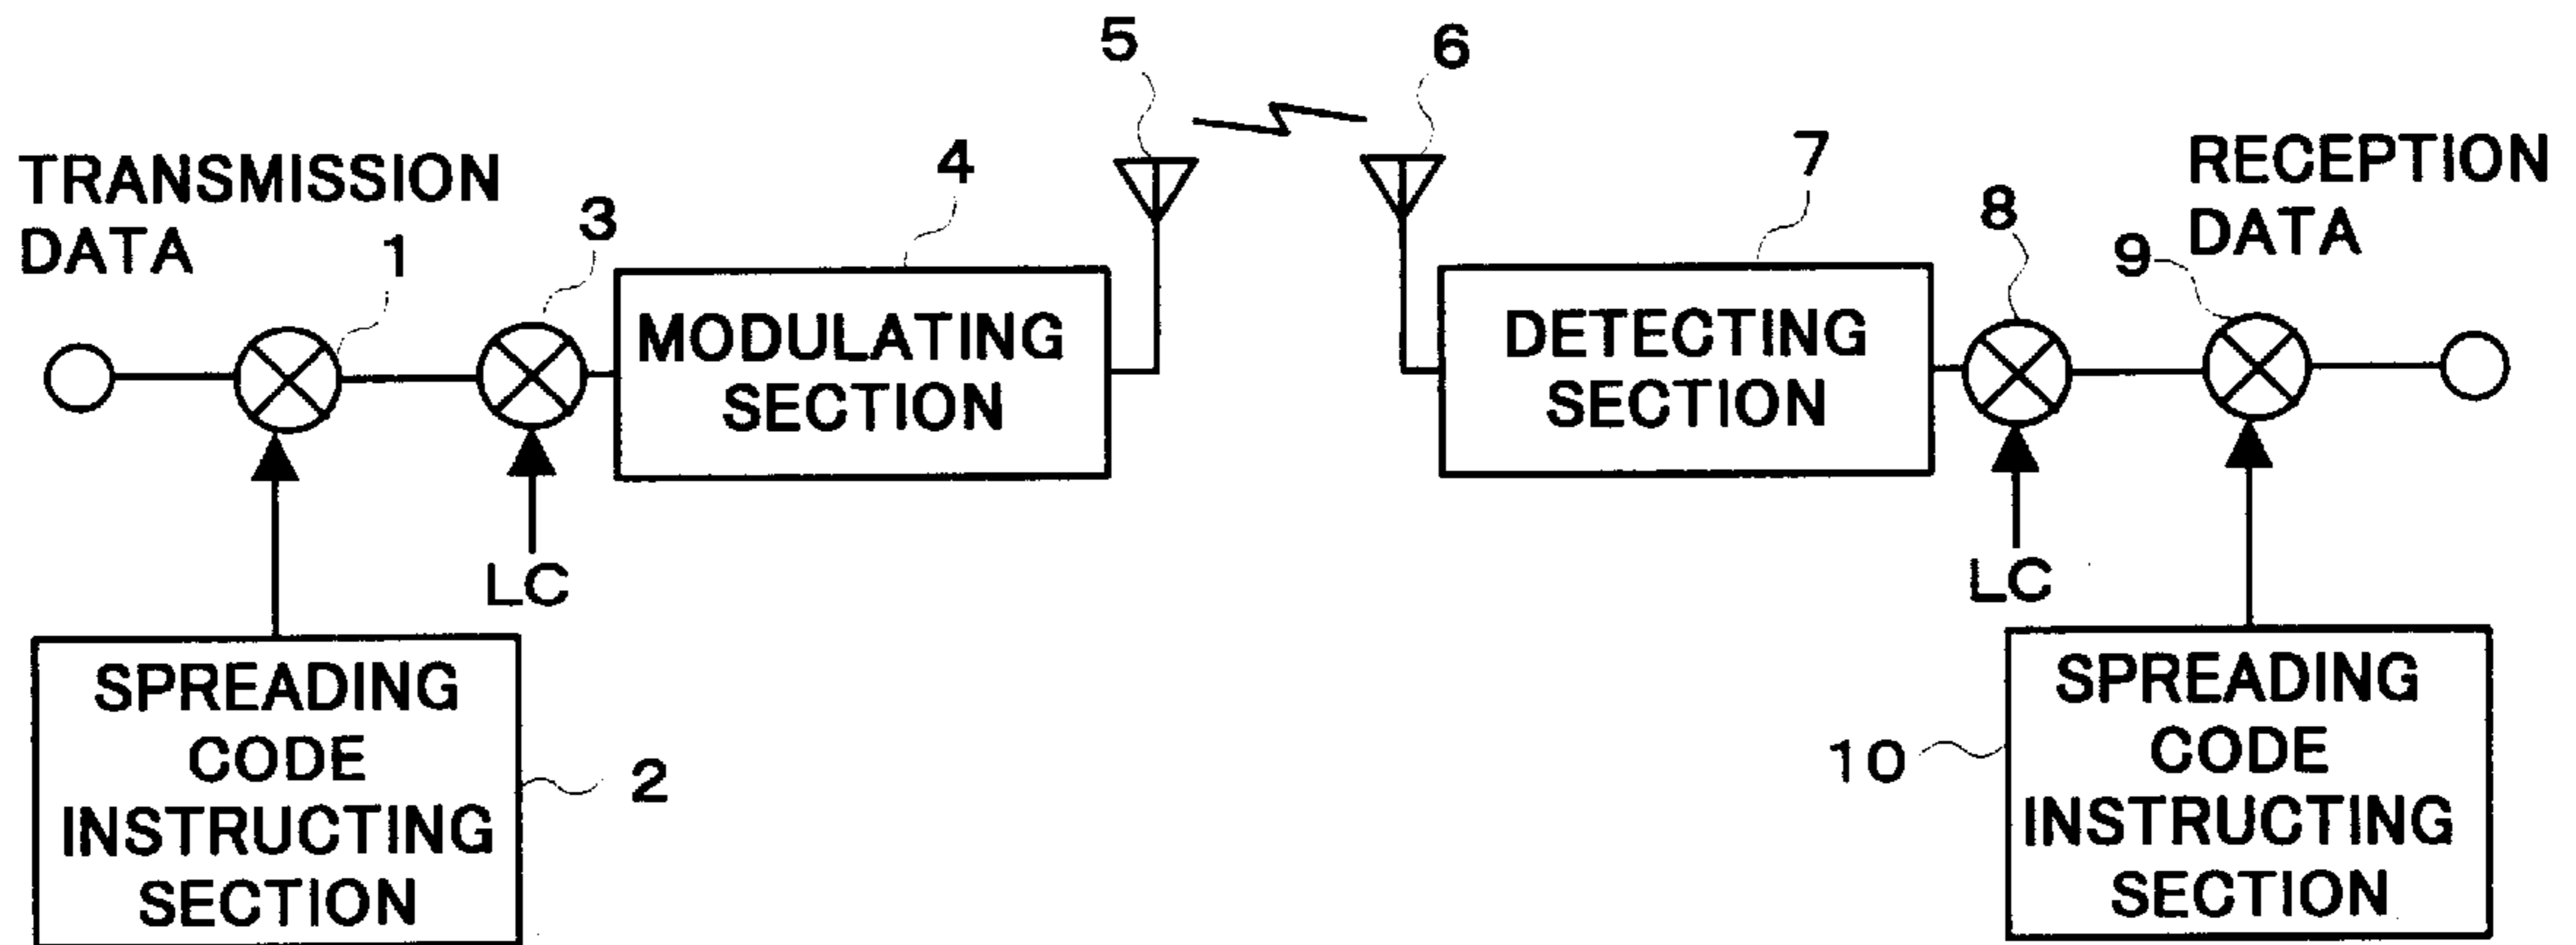 5
6
TRANSMISSION
DATA
1
3
4
7
8
9
RECEPTION
DATA
MODULATING
SECTION
DETECTING
SECTION
LC
LC
SPREADING
CODE
INSTRUCTING
SECTION
2
10
SPREADING
CODE
INSTRUCTING
SECTION